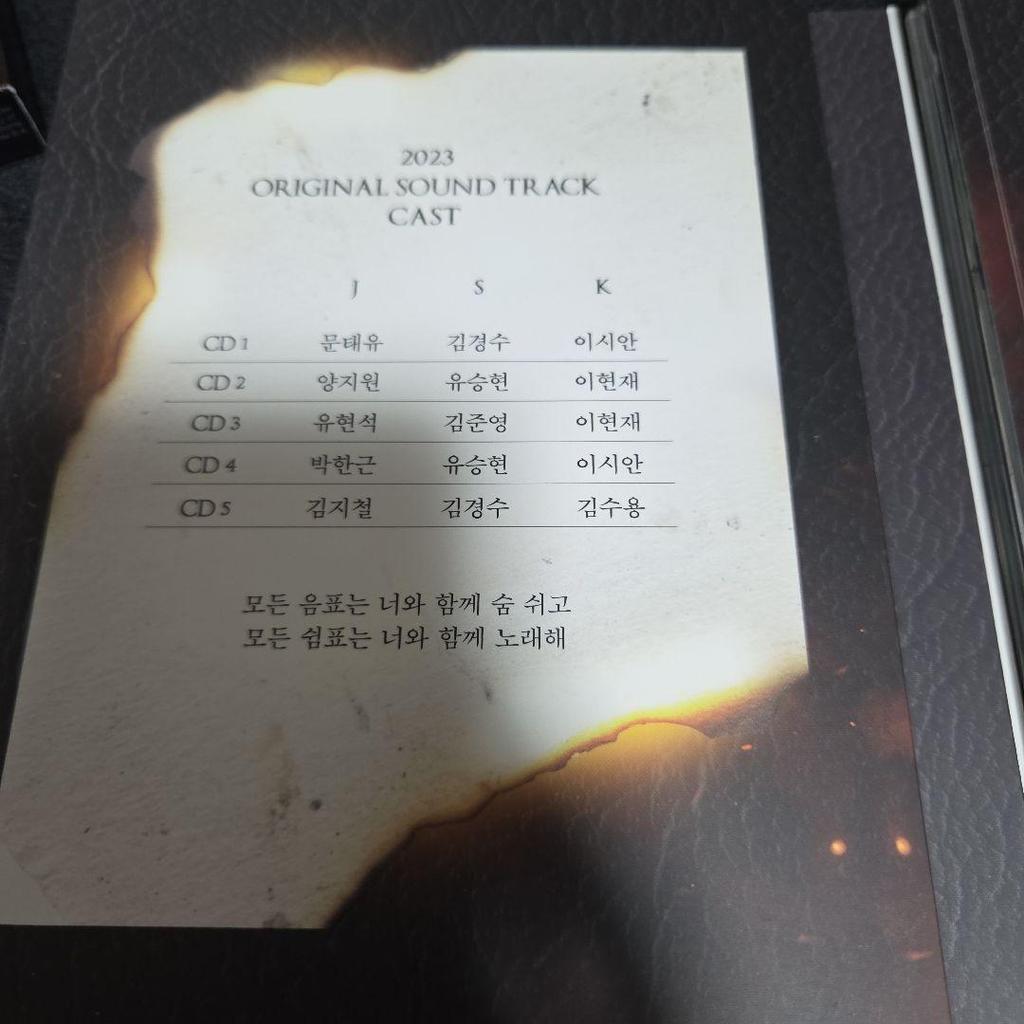 2023
ORIGINAL SOUND TRACK
CAST
J S K
CD 1 문태유 김경수 이시안
CD 2 양지원 유승현 이현재
CD 3 유현석 김준영 이현재
CD 4 박한근 유승현 이시안
CD 5 김지철 김경수 김수용
모든 음표는 너와 함께 숨 쉬고
모든 쉼표는 너와 함께 노래해